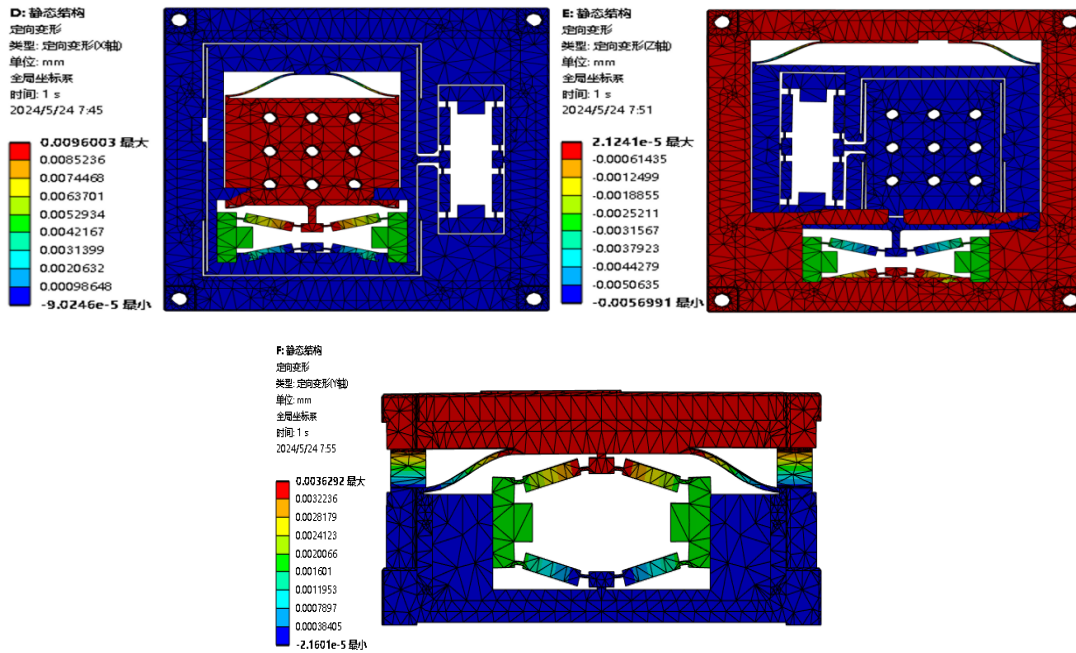 D: 静态结构
定向变形
类型: 定向变形(X轴)
单位: mm
全局坐标系
时间: 1 s
2024/5/24 7:45
0.0096003 最大
0.0085236
0.0074468
0.0063701
0.0052934
0.0042167
0.0031399
0.0020632
0.00098648
-9.0246e-5 最小
E: 静态结构
定向变形
类型: 定向变形(Z轴)
单位: mm
全局坐标系
时间: 1 s
2024/5/24 7:51
2.1241e-5 最大
-0.00061435
-0.0012499
-0.0018855
-0.0025211
-0.0031567
-0.0037923
-0.0044279
-0.0050635
-0.0056991 最小
F: 静态结构
定向变形
类型: 定向变形(Y轴)
单位: mm
全局坐标系
时间: 1 s
2024/5/24 7:55
0.0036292 最大
0.0032236
0.0028179
0.0024123
0.0020066
0.001601
0.0011953
0.0007897
0.00038405
-2.1601e-5 最小